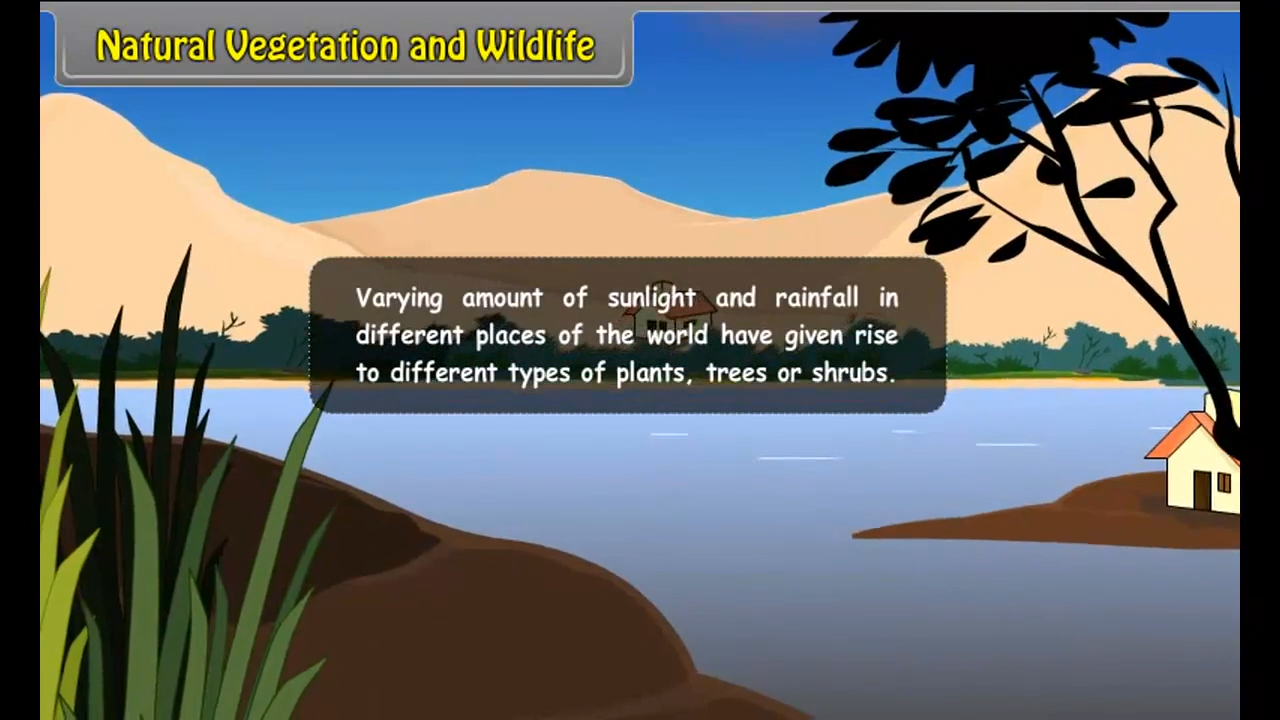 Natural Vegetation and Wildlife
Varying amount of sunlight and rainfall in
different places of the world have given rise
to different types of plants, trees or shrubs.